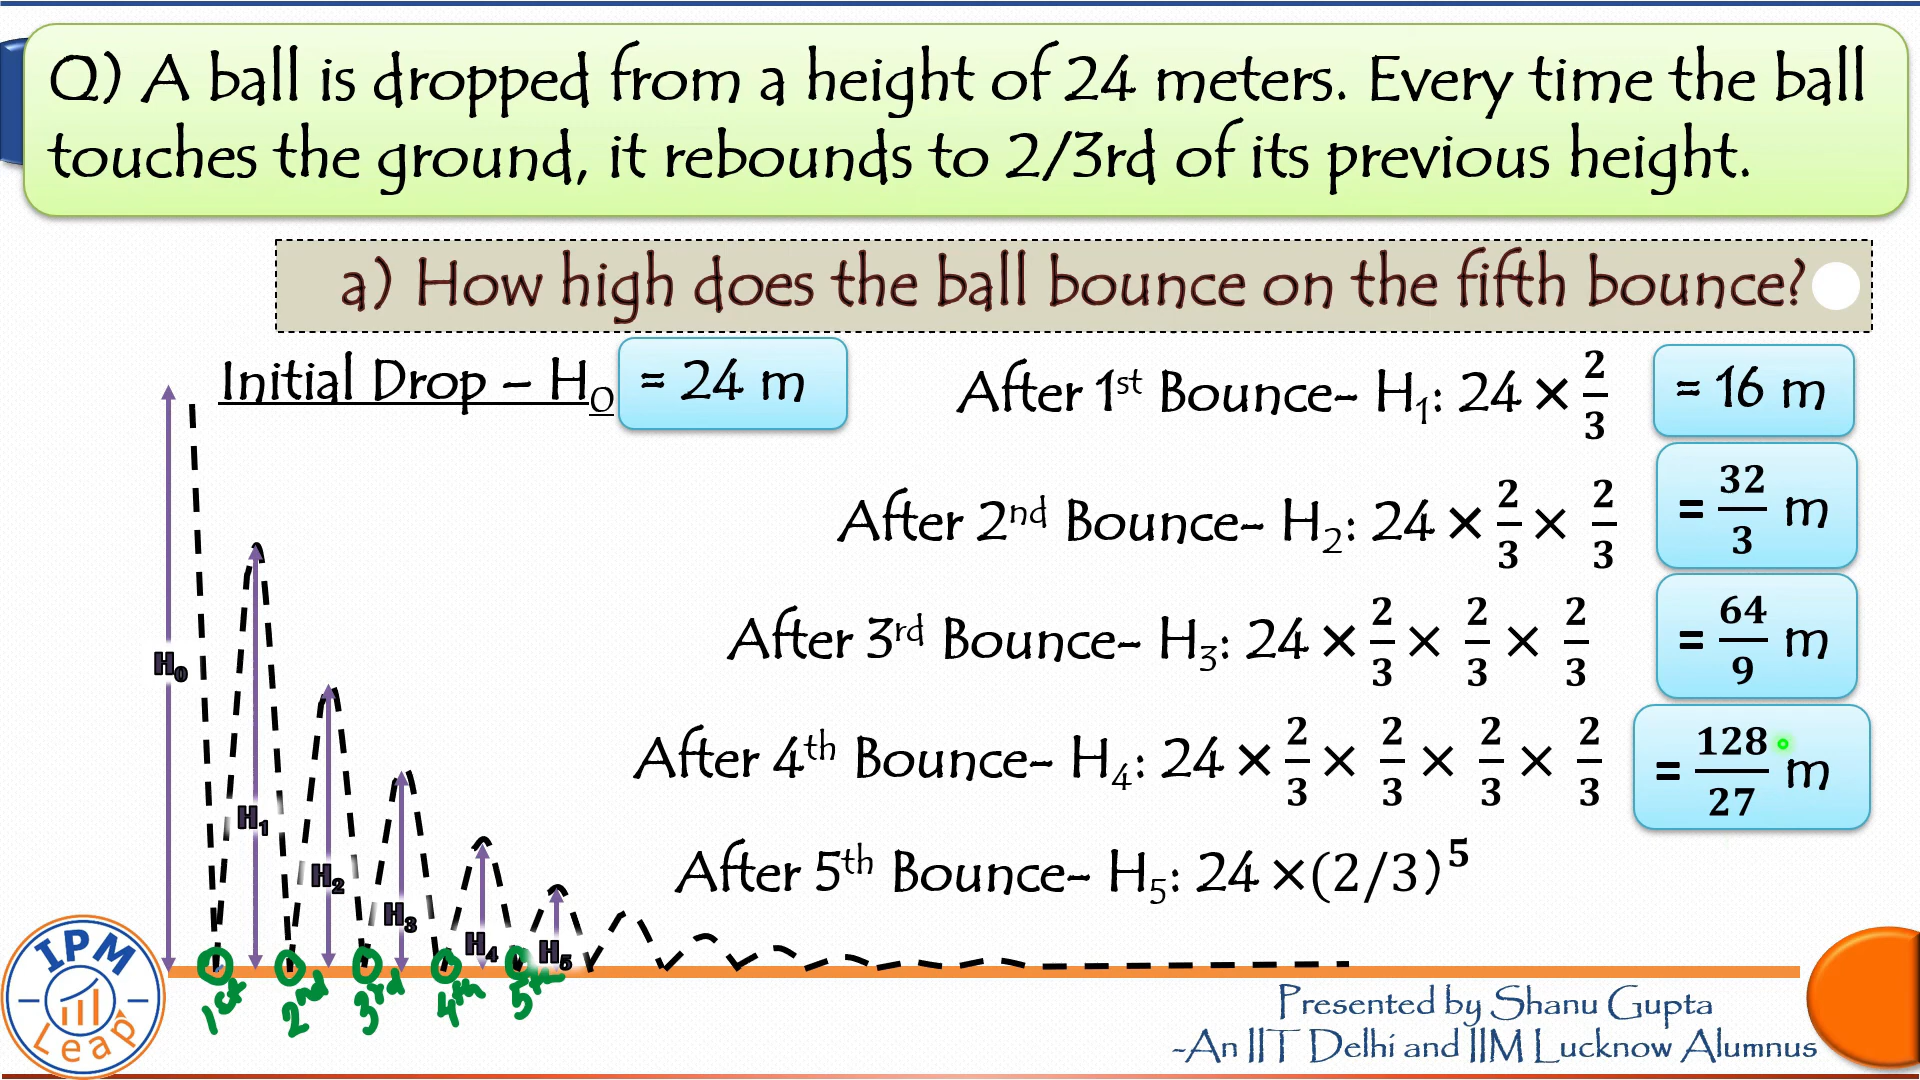 Q) A ball is dropped from a height of 24 meters. Every time the ball
touches the ground, it rebounds to 2/3rd of its previous height.
a) How high does the ball bounce on the fifth bounce?
Initial Drop – H₀ = 24 m
After 1st Bounce– H₁: 24 × 2/3 = 16 m
After 2nd Bounce– H₂: 24 × 2/3 × 2/3 = 32/3 m
After 3rd Bounce– H₃: 24 × 2/3 × 2/3 × 2/3 = 64/9 m
After 4th Bounce– H₄: 24 × 2/3 × 2/3 × 2/3 × 2/3 = 128/27 m
After 5th Bounce– H₅: 24 ×(2/3)⁵
H₀
H₁
H₂
H₃
H₄
H₅
1st 2nd 3rd 4th 5th
IPM
Leap
Presented by Shanu Gupta
-An IIT Delhi and IIM Lucknow Alumnus